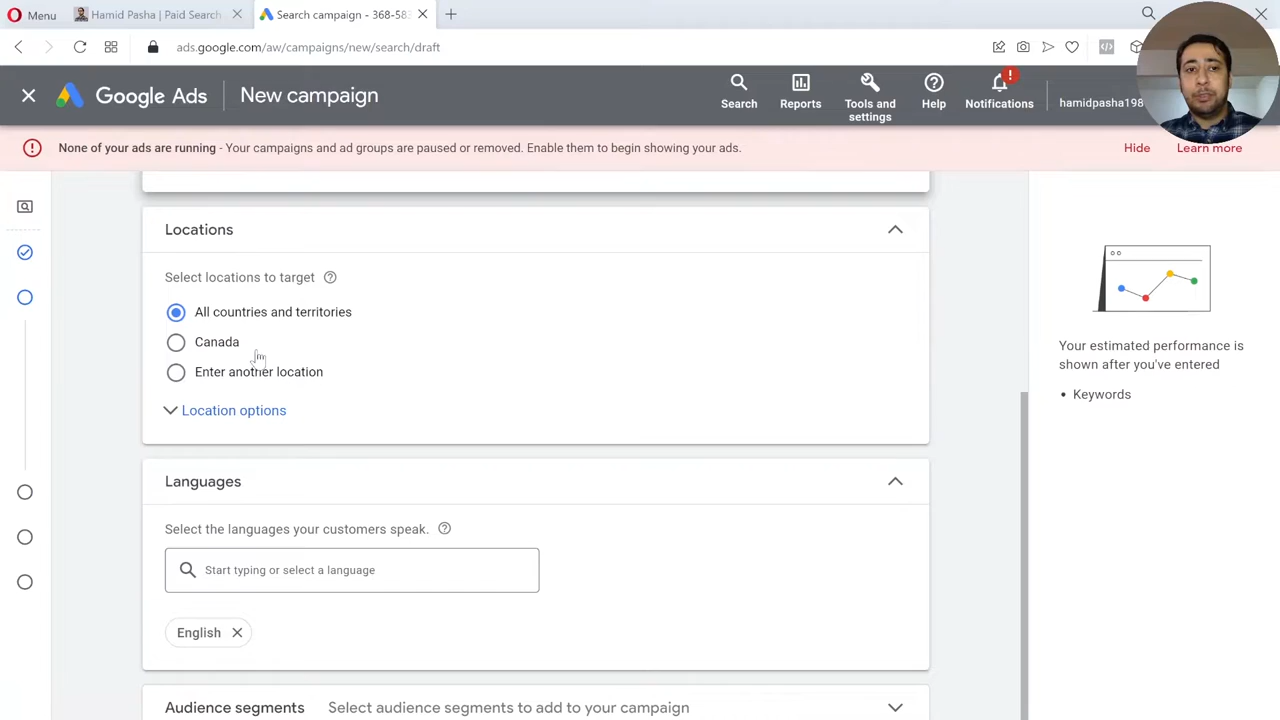 Menu
Hamid Pasha | Paid Search
Search campaign - 368-583
ads.google.com/aw/campaigns/new/search/draft
Google Ads
New campaign
Search
Reports
Tools and settings
Help
Notifications
hamidpasha198
None of your ads are running - Your campaigns and ad groups are paused or removed. Enable them to begin showing your ads.
Hide
Learn more
Locations
Select locations to target
All countries and territories
Canada
Enter another location
Location options
Languages
Select the languages your customers speak.
Start typing or select a language
English
Audience segments
Select audience segments to add to your campaign
Your estimated performance is
shown after you've entered
• Keywords